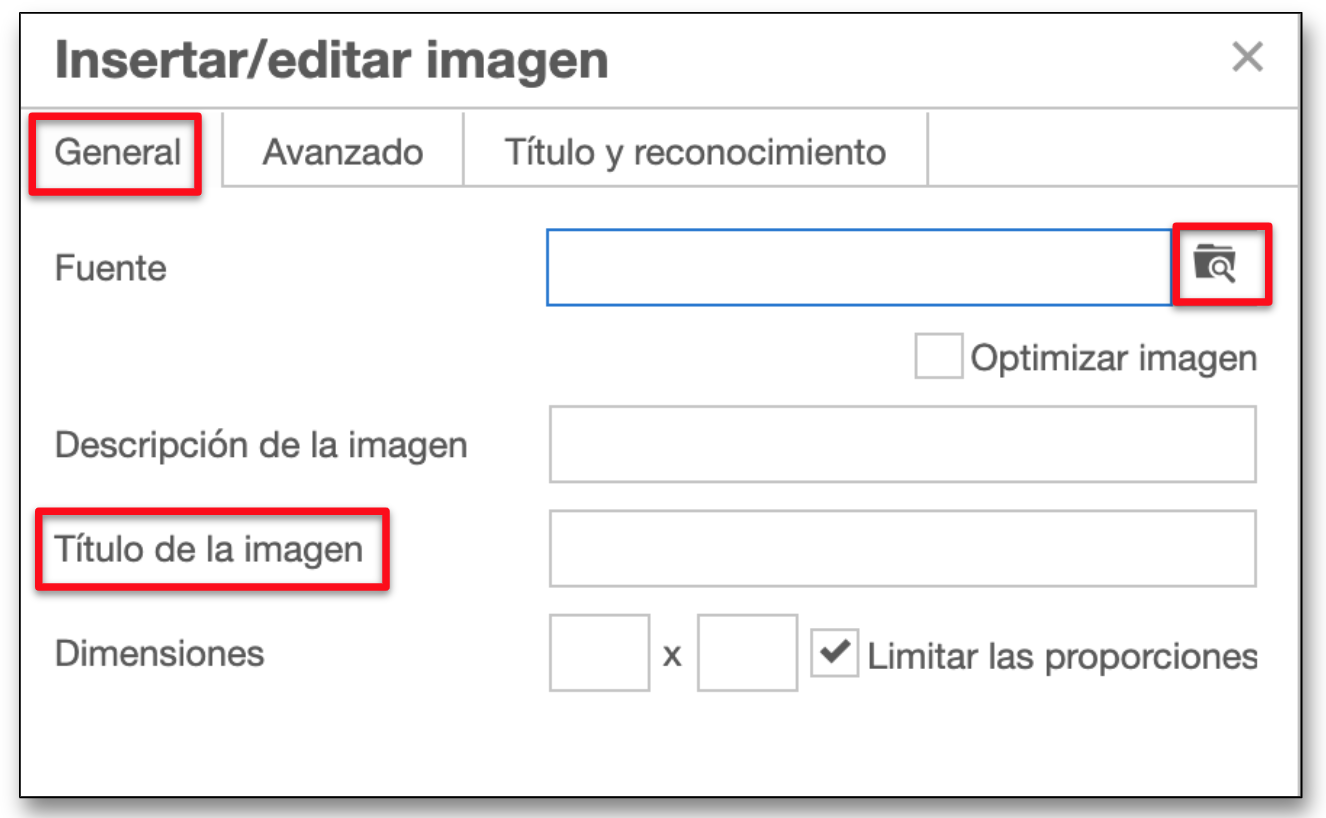 Insertar/editar imagen
General Avanzado Título y reconocimiento
Fuente
Optimizar imagen
Descripción de la imagen
Título de la imagen
Dimensiones x Limitar las proporciones